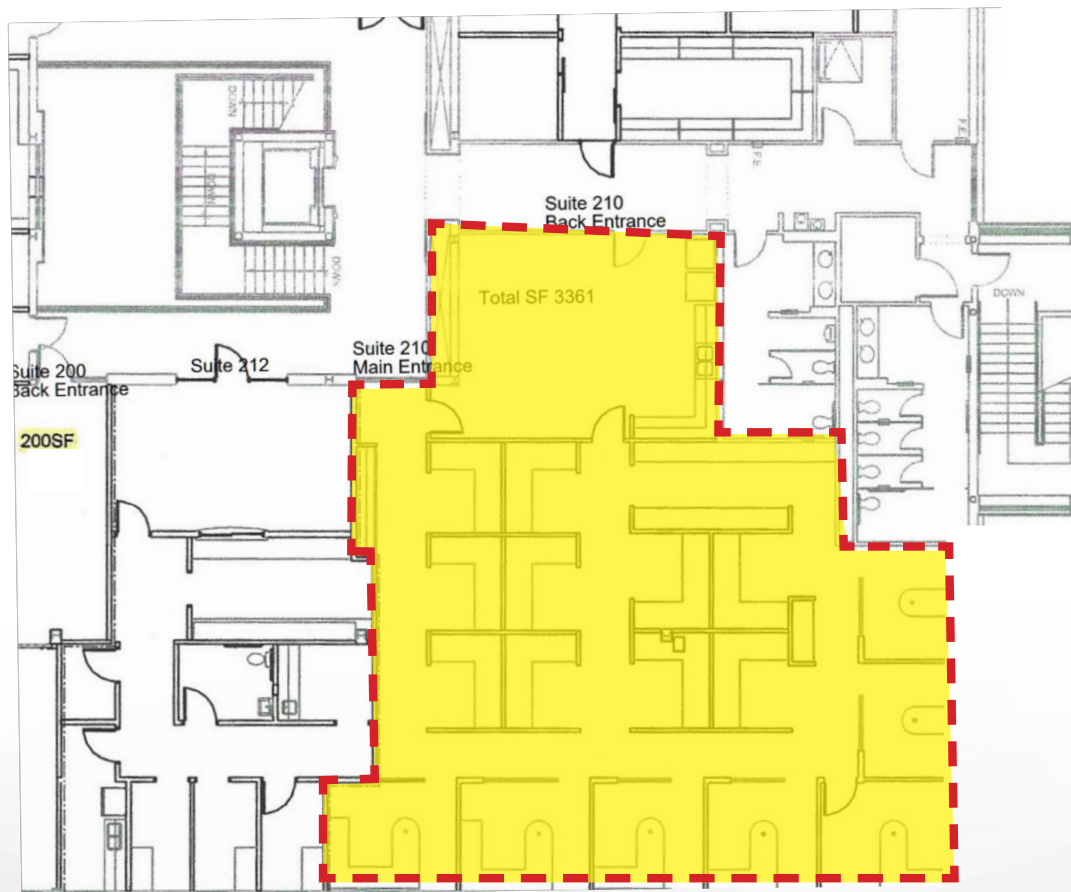 DOWN
DOWN
DOWN
F.E
F.E
Suite 210
Back Entrance
Total SF 3361
DOWN
Suite 210
Main Entrance
Suite 212
Suite 200
Back Entrance
200SF